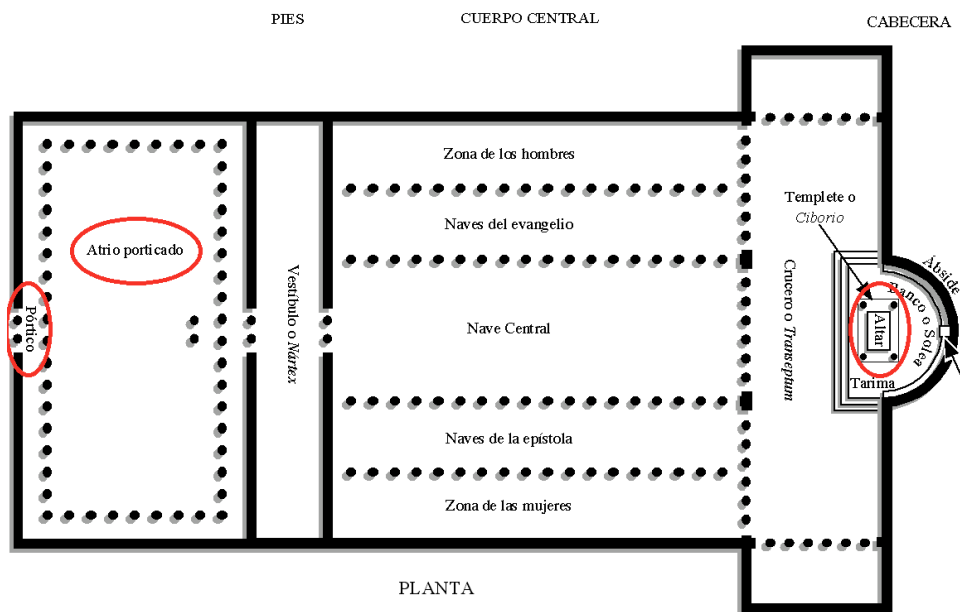 PIES
CUERPO CENTRAL
CABECERA
Zona de los hombres
Templete o
Ciborio
Naves del evangelio
Atrio porticado
Ábside
Pórtico
Vestíbulo o Nártex
Nave Central
Crucero o Transeptum
Altar
Banco o Solea
Tarima
Naves de la epístola
Zona de las mujeres
PLANTA